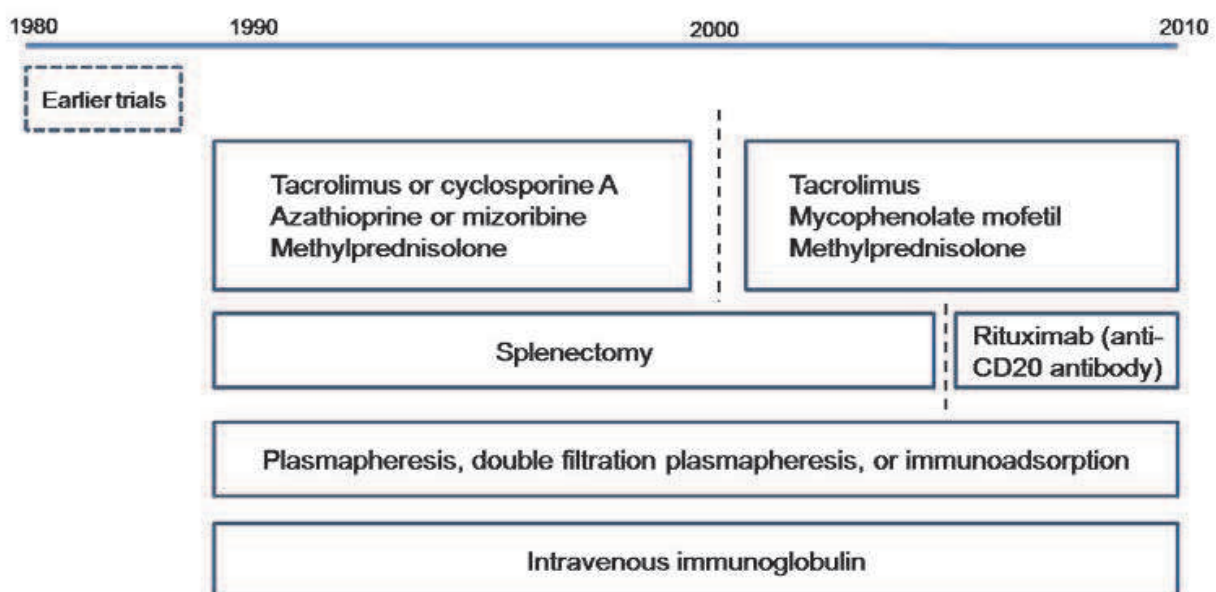 1980 1990 2000 2010
Earlier trials
Tacrolimus or cyclosporine A
Azathioprine or mizoribine
Methylprednisolone
Tacrolimus
Mycophenolate mofetil
Methylprednisolone
Splenectomy
Rituximab (anti-
CD20 antibody)
Plasmapheresis, double filtration plasmapheresis, or immunoadsorption
Intravenous immunoglobulin